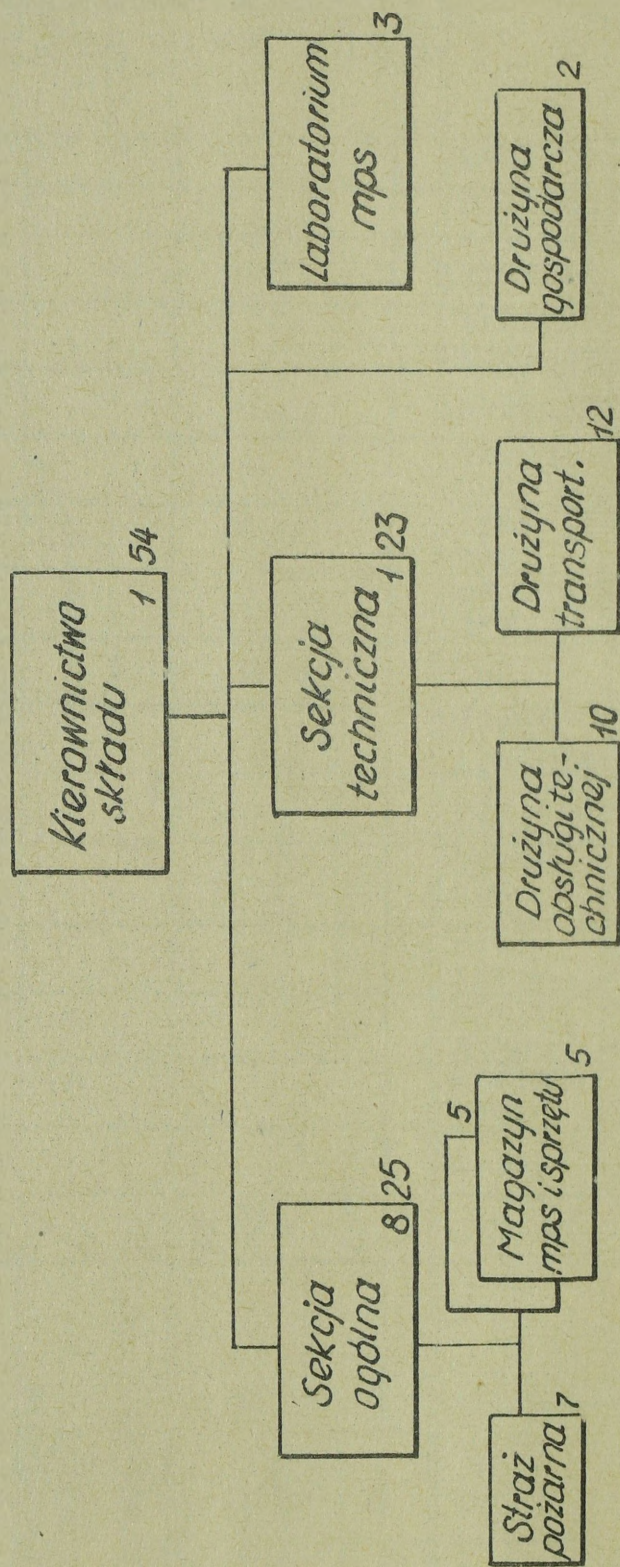 Kierownictwo
składu
1
54
Sekcja
ogólna
8
25
Sekcja
techniczna
1
23
Laboratorium
mps
3
Straż
pożarna
7
5
Magazyn
mps i sprzętu
5
Drużyna
obsługi te-
chnicznej
10
Drużyna
transport.
12
Drużyna
gospodarcza
2